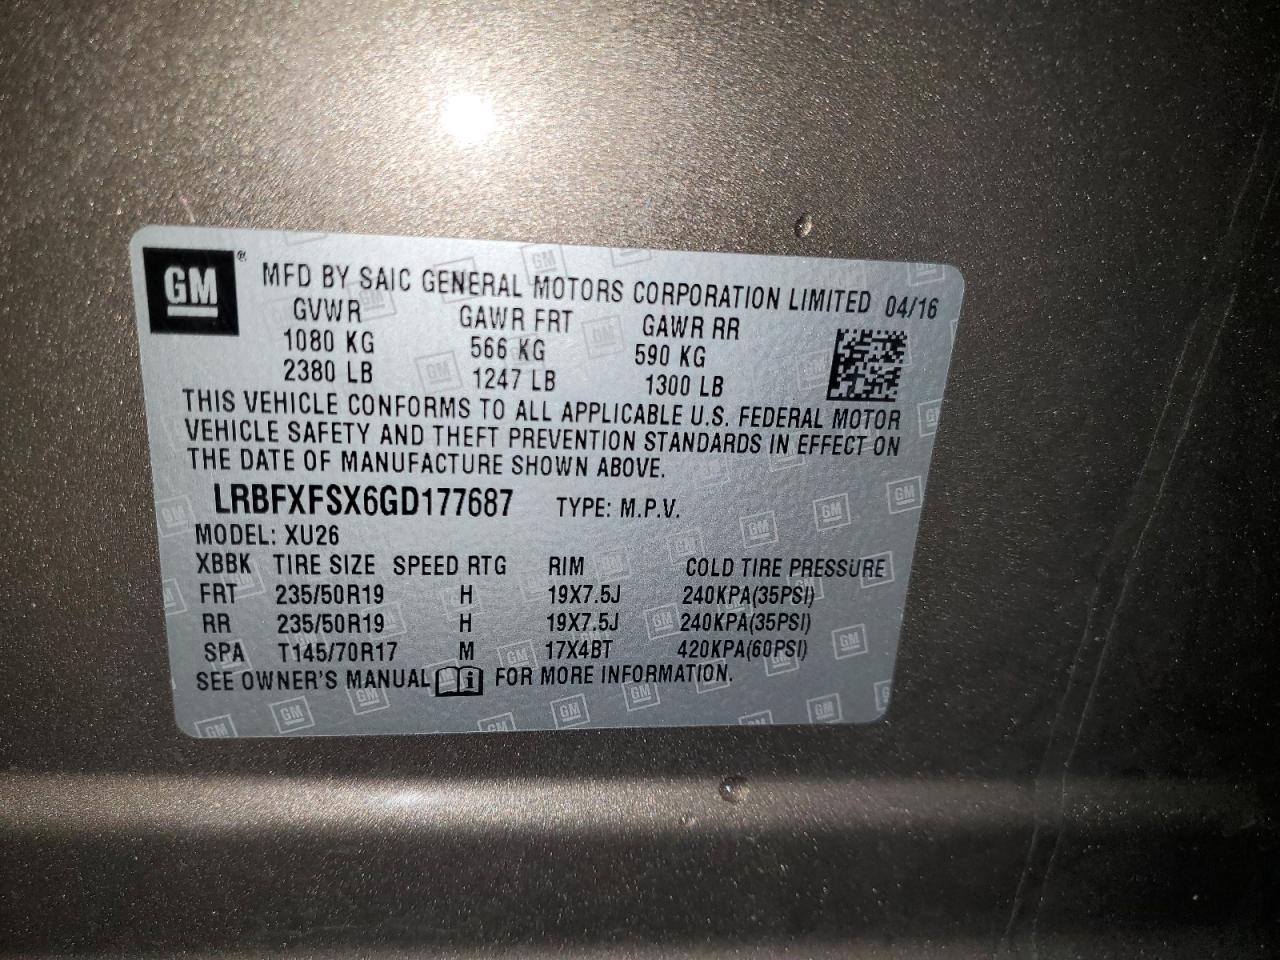 GM ® MFD BY SAIC GENERAL MOTORS CORPORATION LIMITED 04/16
GVWR GAWR FRT GAWR RR
1080 KG 566 KG 590 KG
2380 LB 1247 LB 1300 LB
THIS VEHICLE CONFORMS TO ALL APPLICABLE U.S. FEDERAL MOTOR
VEHICLE SAFETY AND THEFT PREVENTION STANDARDS IN EFFECT ON
THE DATE OF MANUFACTURE SHOWN ABOVE.
LRBFXFSX6GD177687 TYPE: M.P.V.
MODEL: XU26
XBBK TIRE SIZE SPEED RTG RIM COLD TIRE PRESSURE
FRT 235/50R19 H 19X7.5J 240KPA(35PSI)
RR 235/50R19 H 19X7.5J 240KPA(35PSI)
SPA T145/70R17 M 17X4BT 420KPA(60PSI)
SEE OWNER'S MANUAL i FOR MORE INFORMATION.